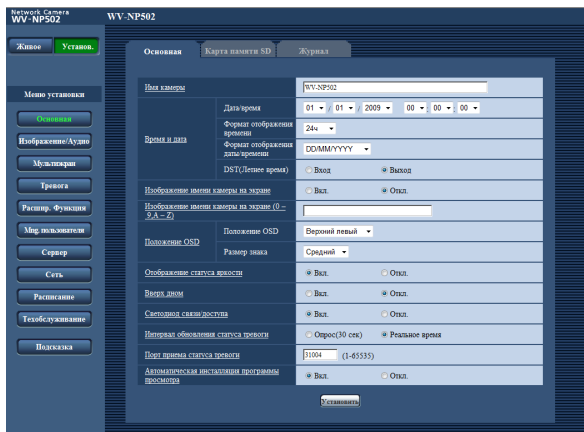 Network Camera
WV-NP502
WV-NP502
Живое
Установ.
Меню установки
Основная
Изображение/Аудио
Мультиэкран
Тревога
Расшир. Функция
Mng. пользователя
Сервер
Сеть
Расписание
Техобслуживание
Подсказка
Основная
Карта памяти SD
Журнал
Имя камеры
WV-NP502
Время и дата
Дата/время
01 / 01 / 2009 00 : 00 : 00
Формат отображения
времени
24ч
Формат отображения
даты/времени
DD/MM/YYYY
DST(Летнее время)
Вход
Выход
Изображение имени камеры на экране
Вкл.
Откл.
Изображение имени камеры на экране (0 –
9,A – Z)
Положение OSD
Положение OSD
Верхний левый
Размер знака
Средний
Отображение статуса яркости
Вкл.
Откл.
Вверх дном
Вкл.
Откл.
Светодиод связи/доступа
Вкл.
Откл.
Интервал обновления статуса тревоги
Опрос(30 сек)
Реальное время
Порт приема статуса тревоги
31004 (1-65535)
Автоматическая инсталляция программы
просмотра
Вкл.
Откл.
Установить